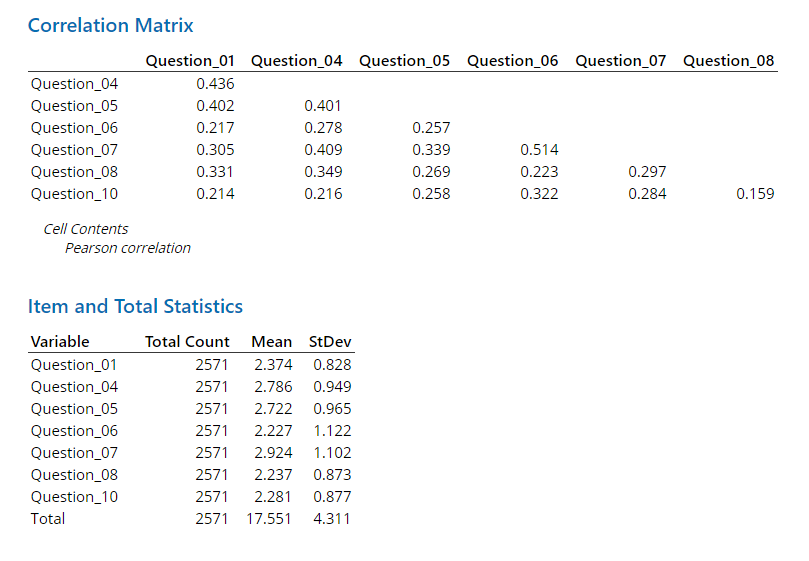 Correlation Matrix
Question_01 Question_04 Question_05 Question_06 Question_07 Question_08
Question_04 0.436
Question_05 0.402 0.401
Question_06 0.217 0.278 0.257
Question_07 0.305 0.409 0.339 0.514
Question_08 0.331 0.349 0.269 0.223 0.297
Question_10 0.214 0.216 0.258 0.322 0.284 0.159
Cell Contents
Pearson correlation
Item and Total Statistics
Variable Total Count Mean StDev
Question_01 2571 2.374 0.828
Question_04 2571 2.786 0.949
Question_05 2571 2.722 0.965
Question_06 2571 2.227 1.122
Question_07 2571 2.924 1.102
Question_08 2571 2.237 0.873
Question_10 2571 2.281 0.877
Total 2571 17.551 4.311